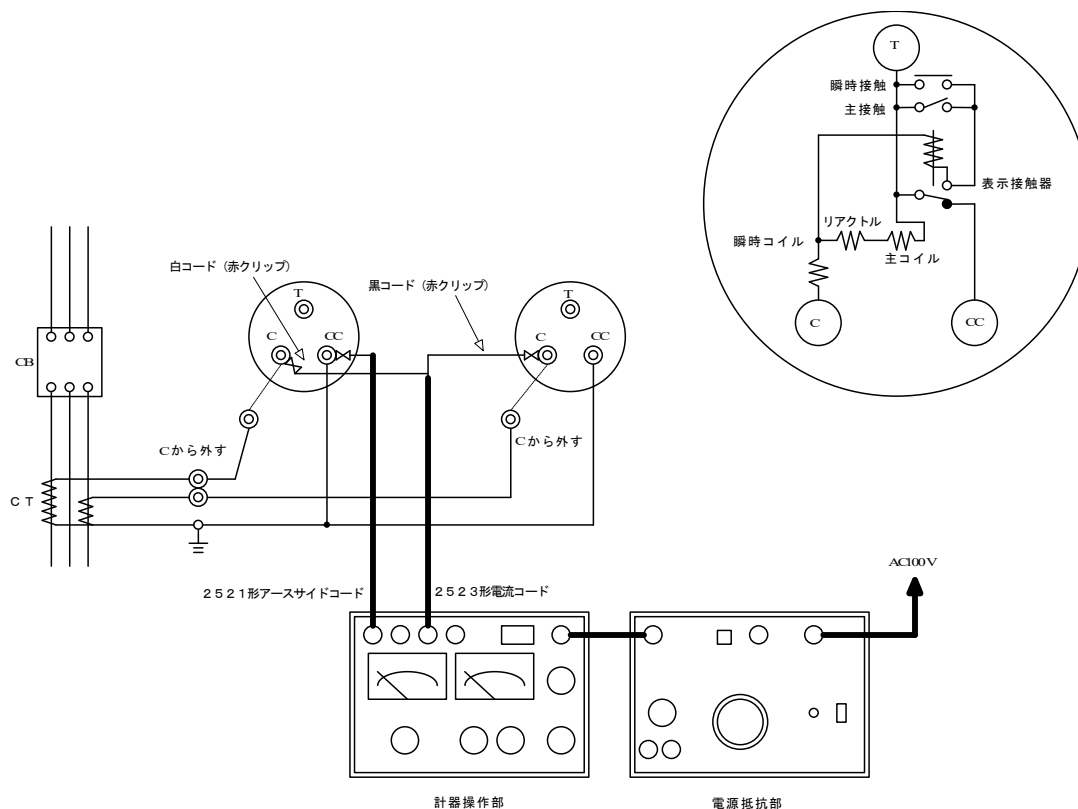 T
瞬時接触
主接触
表示接触器
リアクトル
瞬時コイル
主コイル
C
CC
白コード（赤クリップ）
黒コード（赤クリップ）
T
C
CC
T
C
CC
CB
Cから外す
Cから外す
ＣＴ
AC100V
２５２１形アースサイドコード
２５２３形電流コード
計器操作部
電源抵抗部